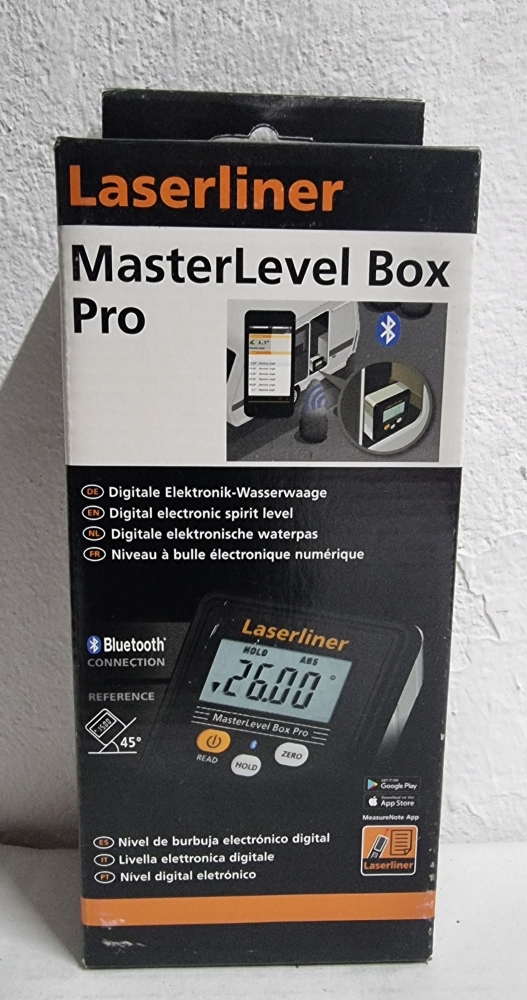 Laserliner
MasterLevel Box
Pro
DE Digitale Elektronik-Wasserwaage
EN Digital electronic spirit level
NL Digitale elektronische waterpas
FR Niveau à bulle électronique numérique
Bluetooth
CONNECTION
REFERENCE
45°
Laserliner
HOLD ABS
26.00°
MasterLevel Box Pro
READ
HOLD
ZERO
GET IT ON
Google Play
Download on the
App Store
MeasureNote App
Laserliner
ES Nivel de burbuja electrónico digital
IT Livella elettronica digitale
PT Nível digital eletrónico